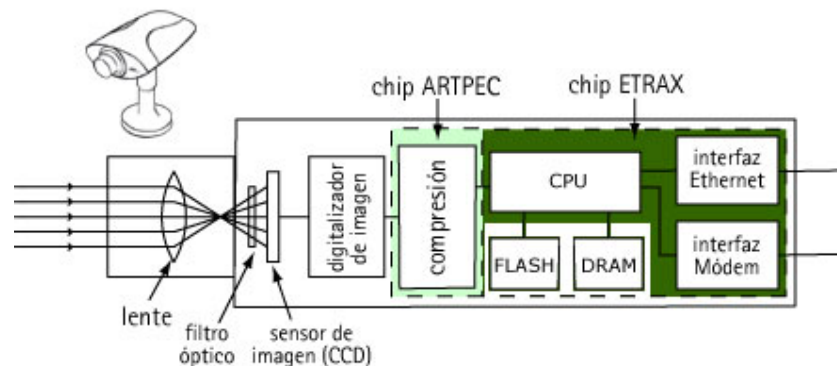 chip ARTPEC
chip ETRAX
lente
filtro
óptico
sensor de
imagen (CCD)
digitalizador
de imagen
compresión
CPU
FLASH
DRAM
interfaz
Ethernet
interfaz
Módem